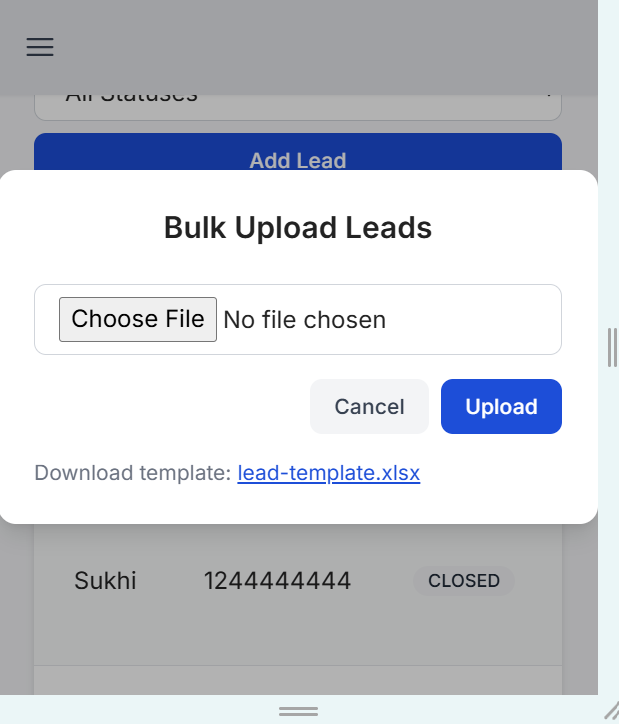 All Statuses
Add Lead
Bulk Upload Leads
Choose File No file chosen
Cancel Upload
Download template: lead-template.xlsx
Sukhi 1244444444 CLOSED